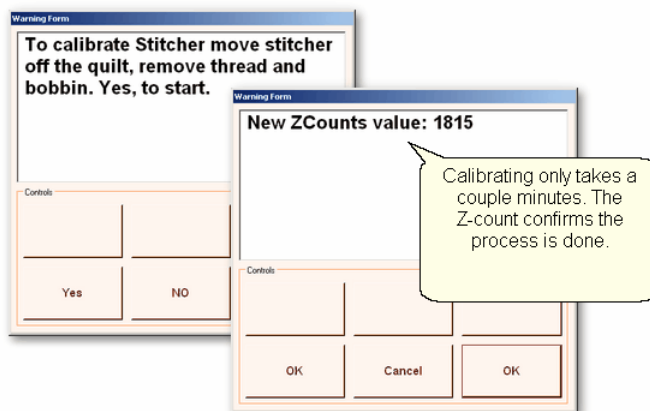 Warning Form
To calibrate Stitcher move stitcher
off the quilt, remove thread and
bobbin. Yes, to start.
Controls
Yes
NO
Warning Form
New ZCounts value: 1815
Calibrating only takes a
couple minutes. The
Z-count confirms the
process is done.
Controls
OK
Cancel
OK